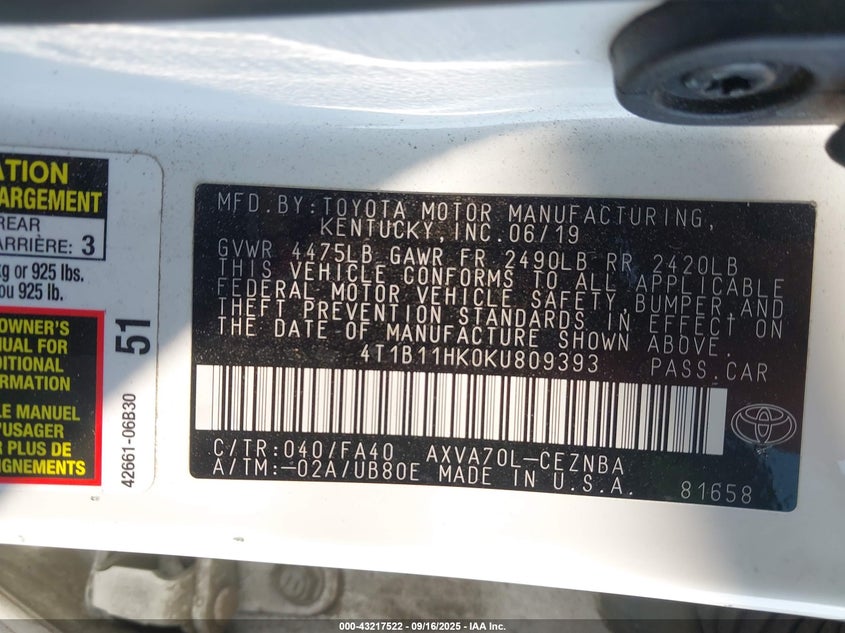 ATION
ARGEMENT
REAR
ARRIÈRE: 3
kg or 925 lbs.
ou 925 lb.
OWNER'S
NUAL FOR
DITIONAL
FORMATION
LE MANUEL
'USAGER
R PLUS DE
IGNEMENTS
51
42661-06B30
MFD.BY:TOYOTA MOTOR MANUFACTURING,
KENTUCKY,INC.06/19
GVWR 4475LB GAWR FR 2490LB RR 2420LB
THIS VEHICLE CONFORMS TO ALL APPLICABLE
FEDERAL MOTOR VEHICLE SAFETY,BUMPER,AND
THEFT PREVENTION STANDARDS IN EFFECT ON
THE DATE OF MANUFACTURE SHOWN ABOVE.
4T1B11HK0KU809393 PASS.CAR
C/TR:040/FA40 AXVA70L-CEZNBA
A/TM:-02A/UB80E MADE IN U.S.A.
81658
000-43217522 - 09/16/2025 - IAA Inc.